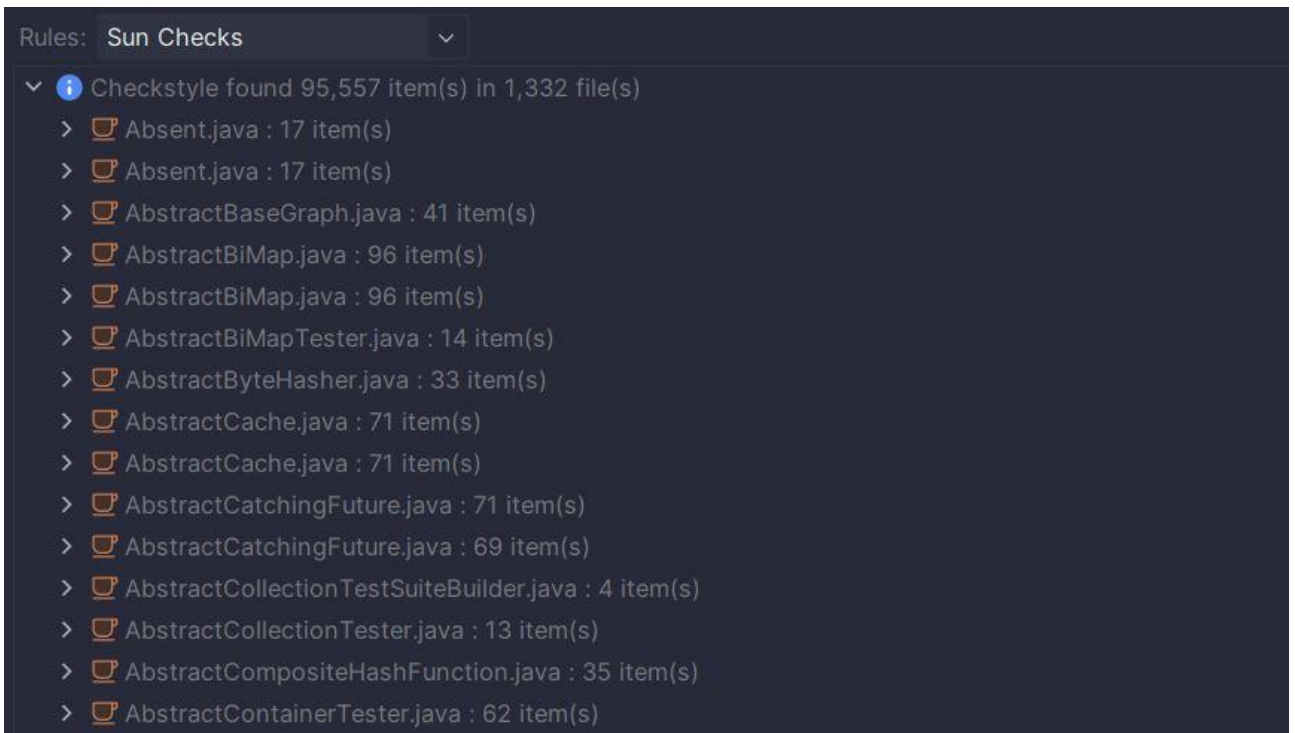 Rules: Sun Checks
Checkstyle found 95,557 item(s) in 1,332 file(s)
Absent.java : 17 item(s)
Absent.java : 17 item(s)
AbstractBaseGraph.java : 41 item(s)
AbstractBiMap.java : 96 item(s)
AbstractBiMap.java : 96 item(s)
AbstractBiMapTester.java : 14 item(s)
AbstractByteHasher.java : 33 item(s)
AbstractCache.java : 71 item(s)
AbstractCache.java : 71 item(s)
AbstractCatchingFuture.java : 71 item(s)
AbstractCatchingFuture.java : 69 item(s)
AbstractCollectionTestSuiteBuilder.java : 4 item(s)
AbstractCollectionTester.java : 13 item(s)
AbstractCompositeHashFunction.java : 35 item(s)
AbstractContainerTester.java : 62 item(s)